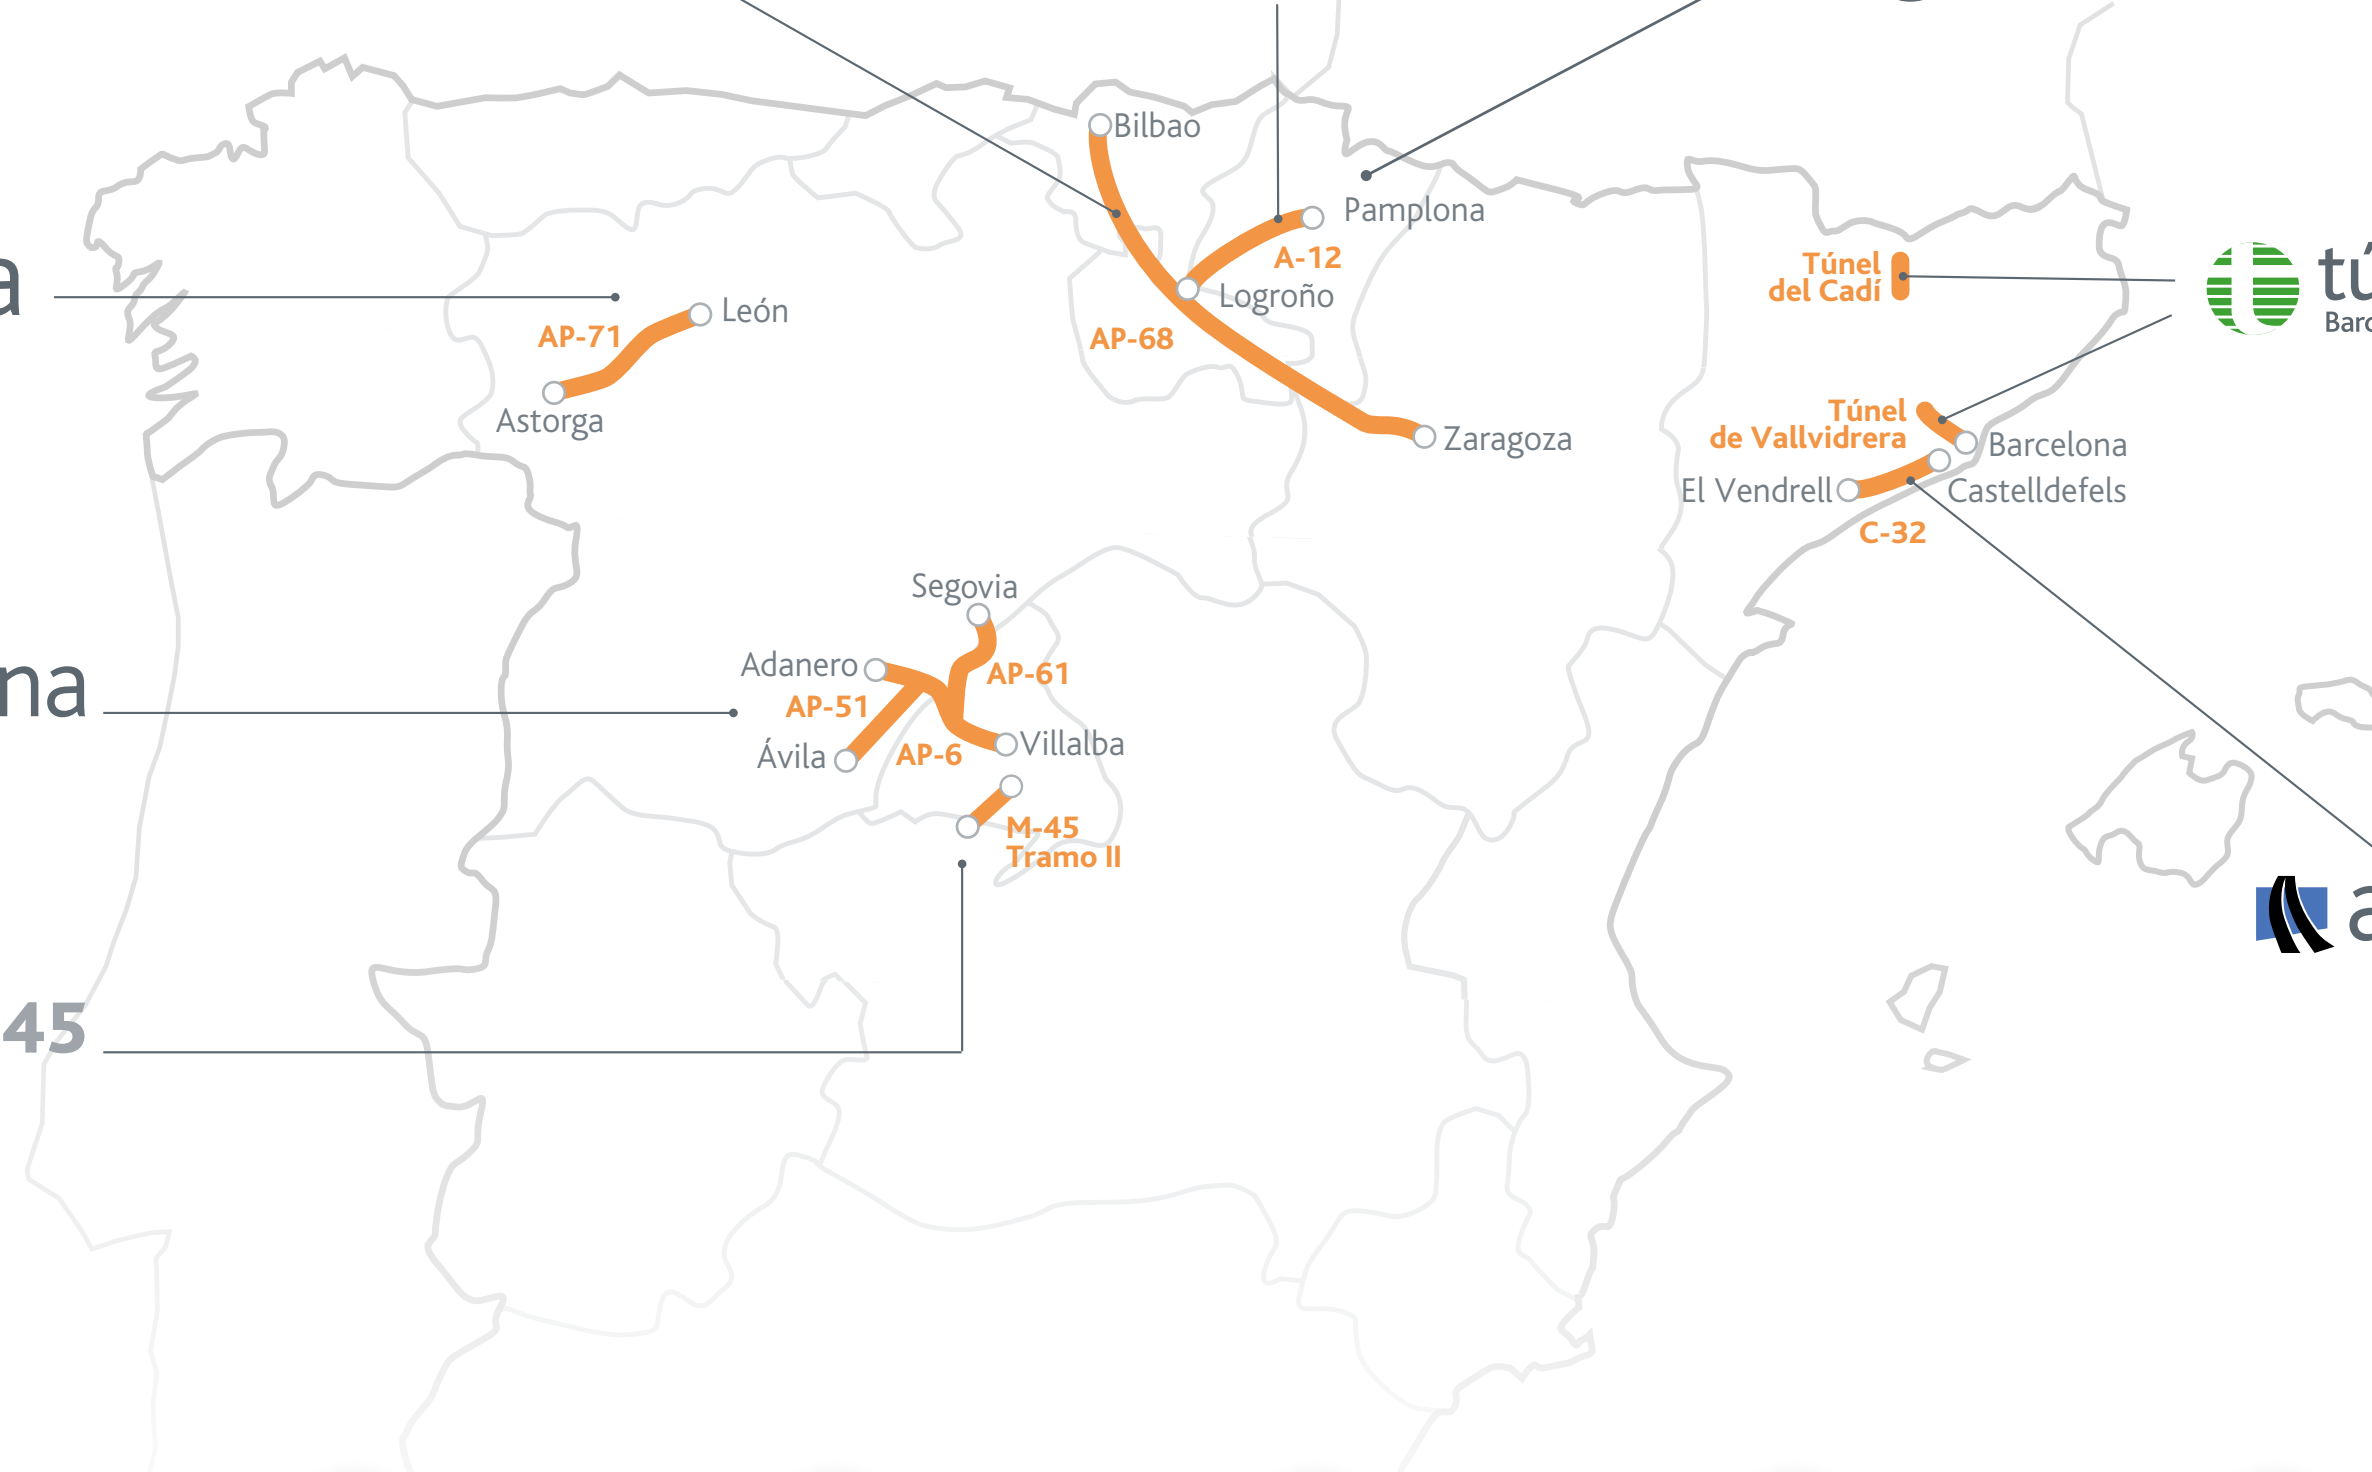 Bilbao
Pamplona
A-12
Túnel
del Cadí
Logroño
León
AP-71
AP-68
Astorga
Zaragoza
Túnel
de Vallvidrera
Barcelona
El Vendrell
Castelldefels
C-32
Segovia
Adanero
AP-61
na
AP-51
Villalba
AP-6
Ávila
M-45
Tramo II
45